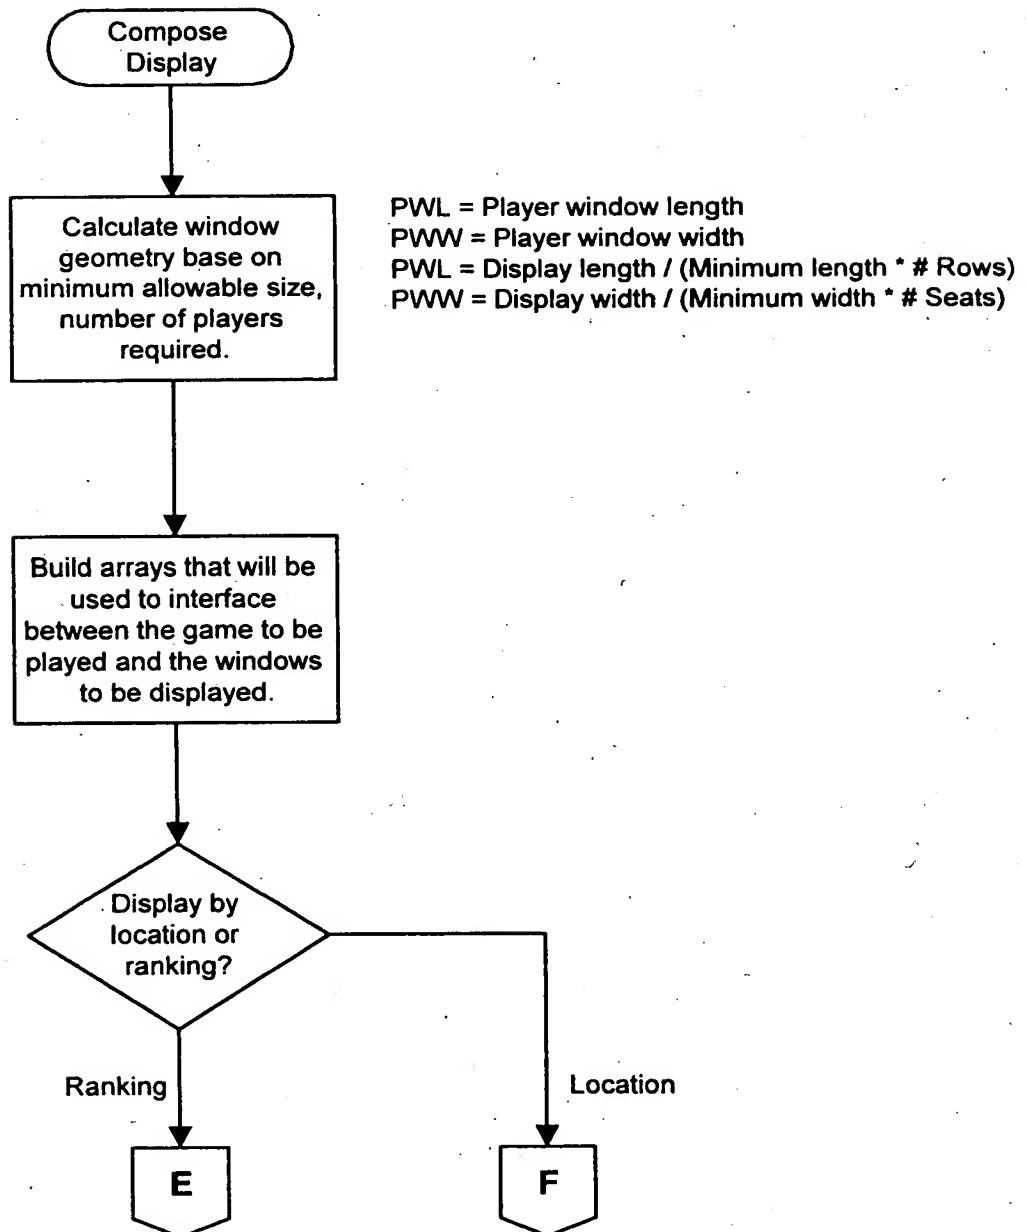 Compose
Display
Calculate window
geometry base on
minimum allowable size,
number of players
required.
PWL = Player window length
PWW = Player window width
PWL = Display length / (Minimum length * # Rows)
PWW = Display width / (Minimum width * # Seats)
Build arrays that will be
used to interface
between the game to be
played and the windows
to be displayed.
Display by
location or
ranking?
Ranking
Location
E
F